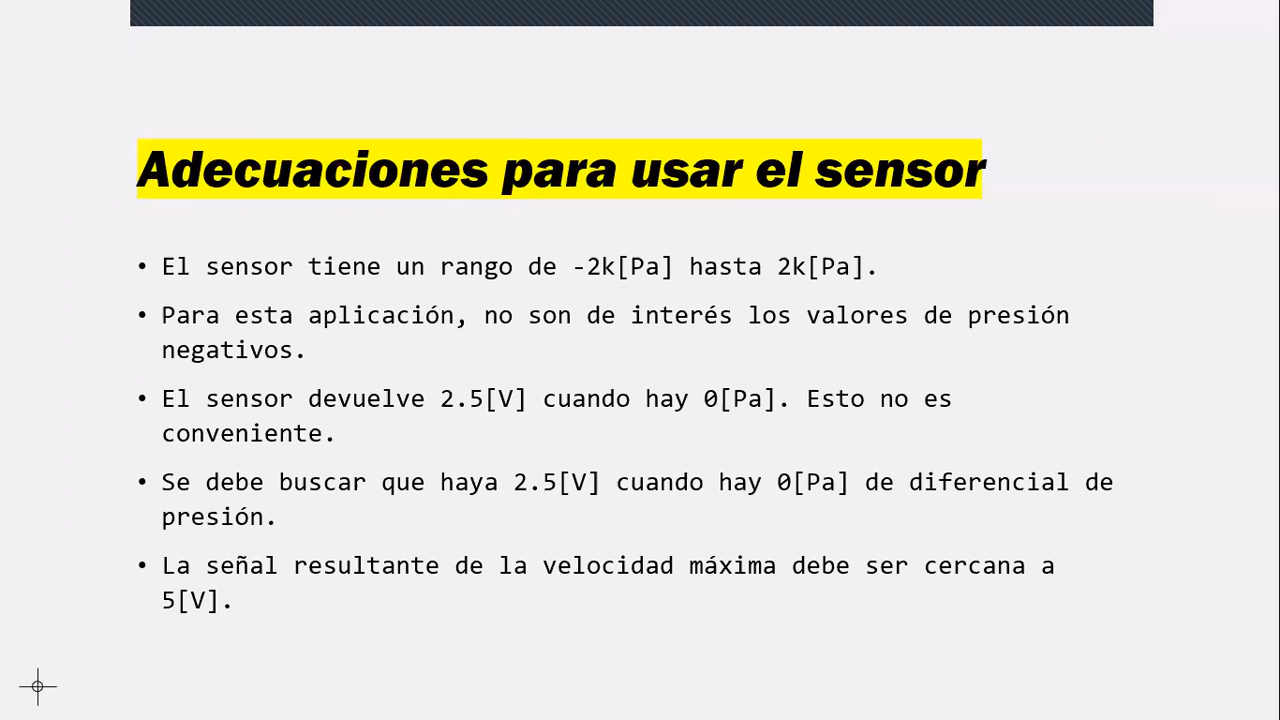 Adecuaciones para usar el sensor
• El sensor tiene un rango de -2k[Pa] hasta 2k[Pa].
• Para esta aplicación, no son de interés los valores de presión
negativos.
• El sensor devuelve 2.5[V] cuando hay 0[Pa]. Esto no es
conveniente.
• Se debe buscar que haya 2.5[V] cuando hay 0[Pa] de diferencial de
presión.
• La señal resultante de la velocidad máxima debe ser cercana a
5[V].